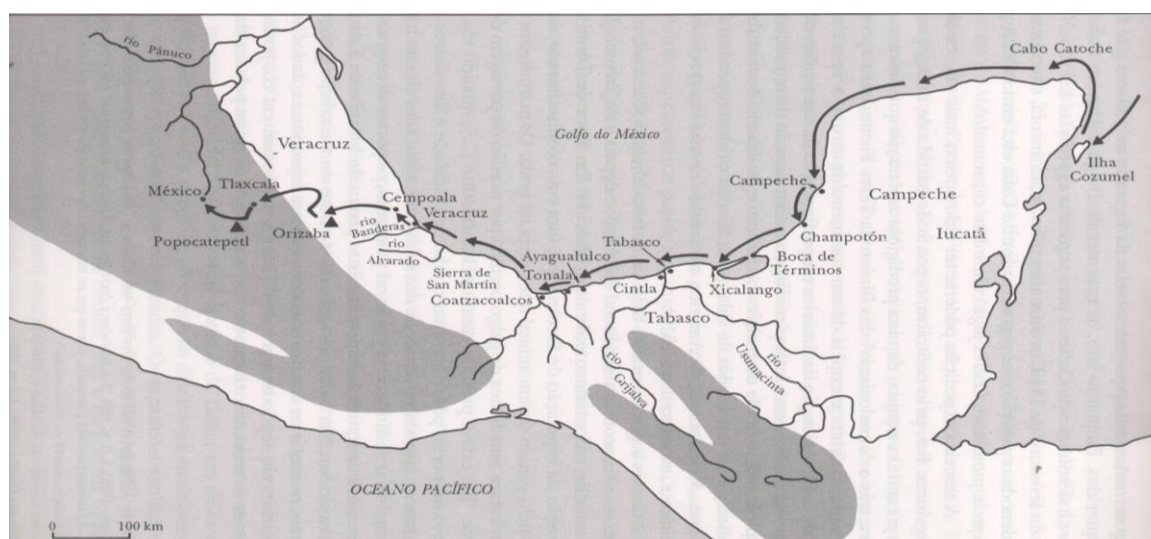 Cabo Catoche
rio Pánuco
Golfo do México
Veracruz
Ilha
Cozumel
México
Tlaxcala
Campeche
Campeche
Cempoala
Veracruz
rio
Banderas
Popocatepetl
Orizaba
Iucatã
Champotón
rio
Alvarado
Tabasco
Ayagualulco
Boca de
Términos
Sierra de
San Martín
Tonala
Coatzacoalcos
Cintla
Xicalango
Tabasco
rio
Usumacinta
rio
Grijalva
OCEANO PACÍFICO
0 100 km